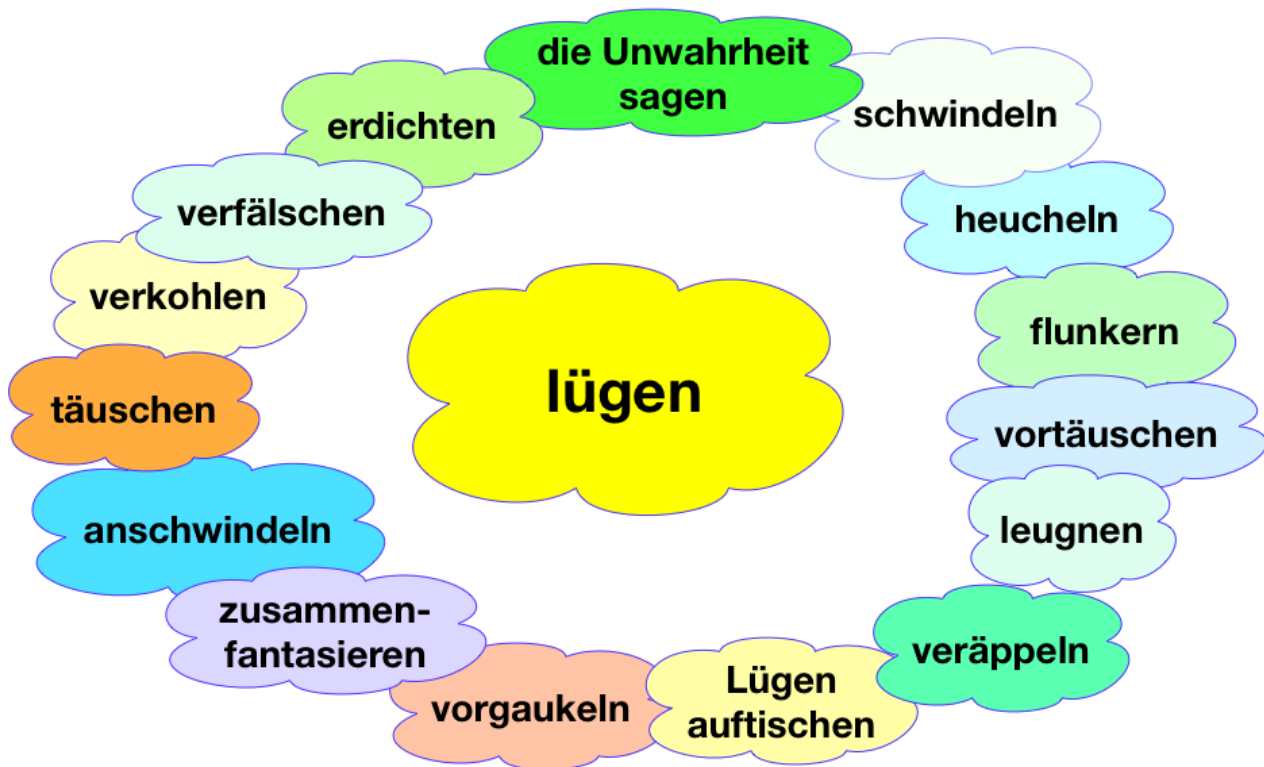 die Unwahrheit
sagen
schwindeln
heucheln
flunkern
vortäuschen
leugnen
veräppeln
Lügen
auftischen
vorgaukeln
zusammen-
fantasieren
anschwindeln
täuschen
verkohlen
verfälschen
erdichten
lügen